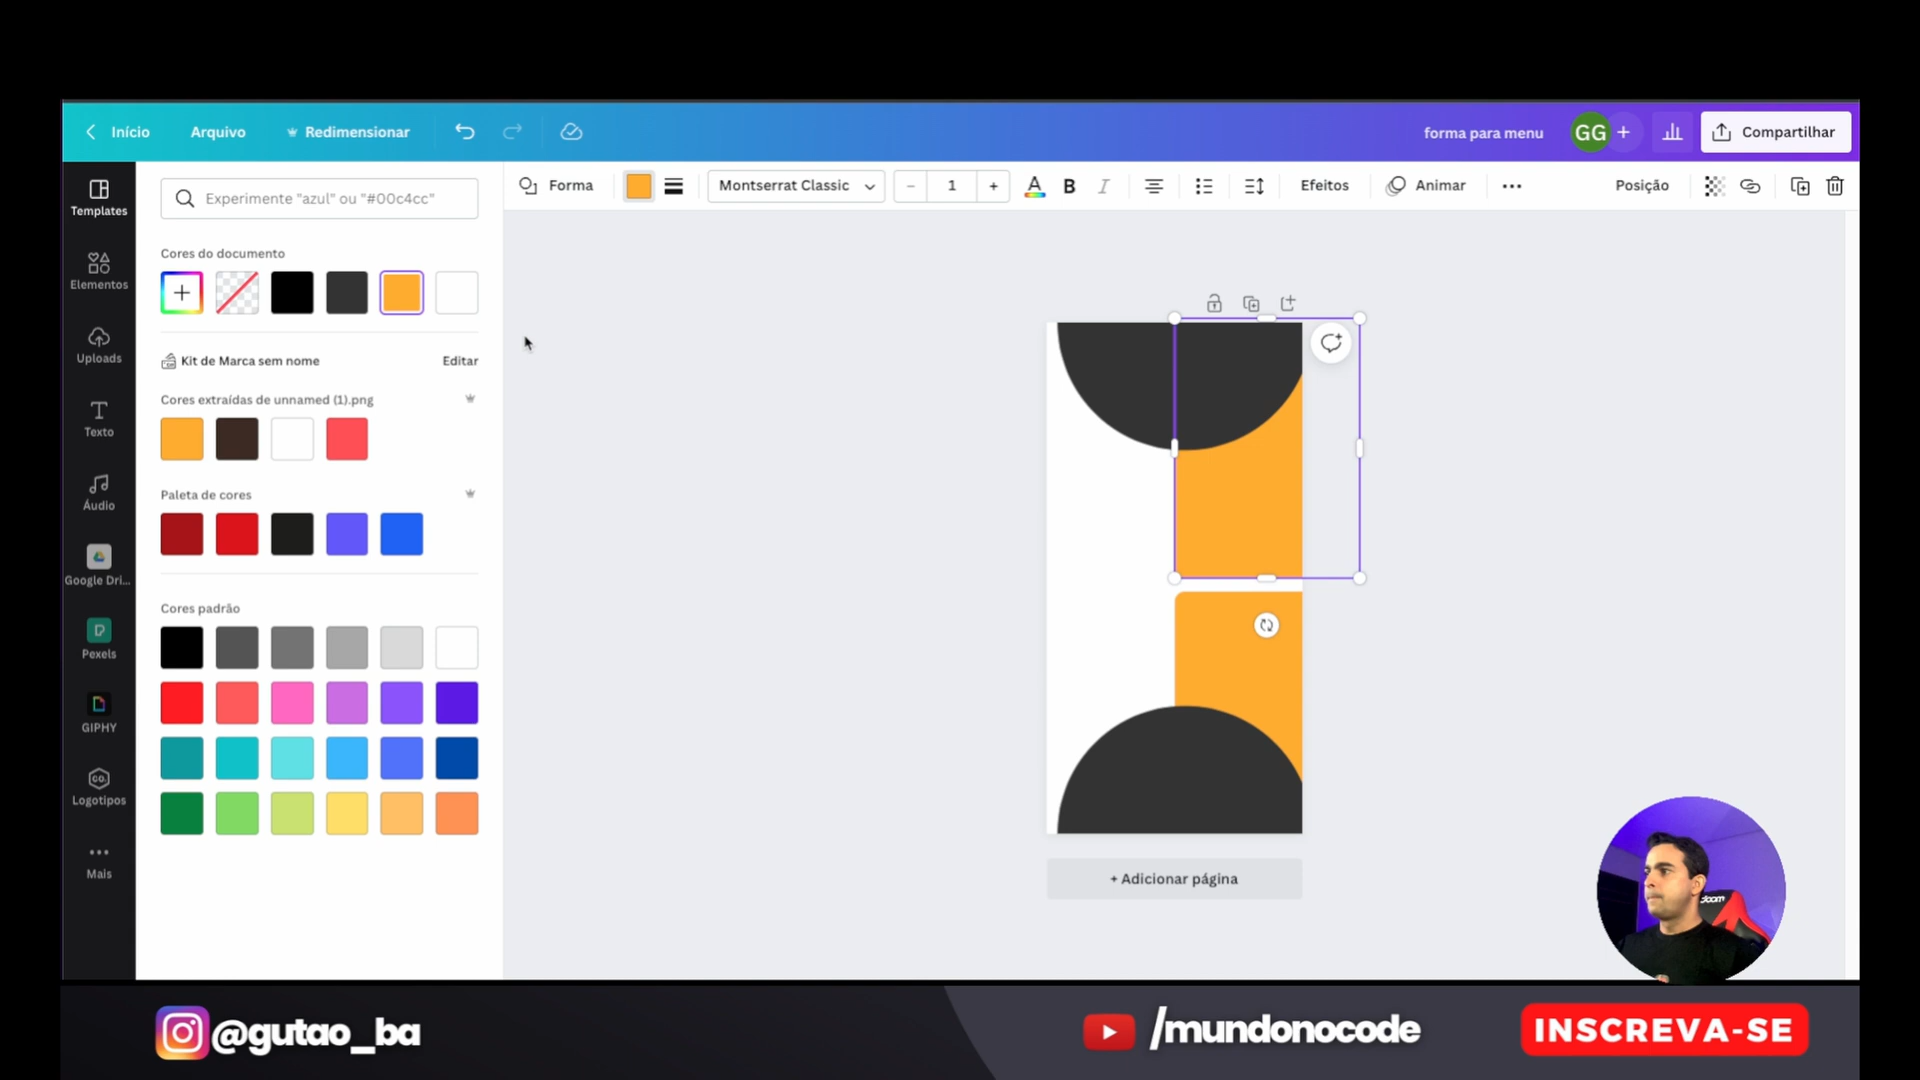 Início
Arquivo
Redimensionar
forma para menu
GG
+
Compartilhar
Templates
Elementos
Uploads
Texto
Áudio
Google Dri...
Pexels
GIPHY
CO.
Logotipos
Mais
Experimente "azul" ou "#00c4cc"
Cores do documento
Kit de Marca sem nome
Editar
Cores extraídas de unnamed (1).png
Paleta de cores
Cores padrão
Forma
Montserrat Classic
– 1 +
A
B
I
Efeitos
Animar
Posição
+ Adicionar página
@gutao_ba
/mundonocode
INSCREVA-SE